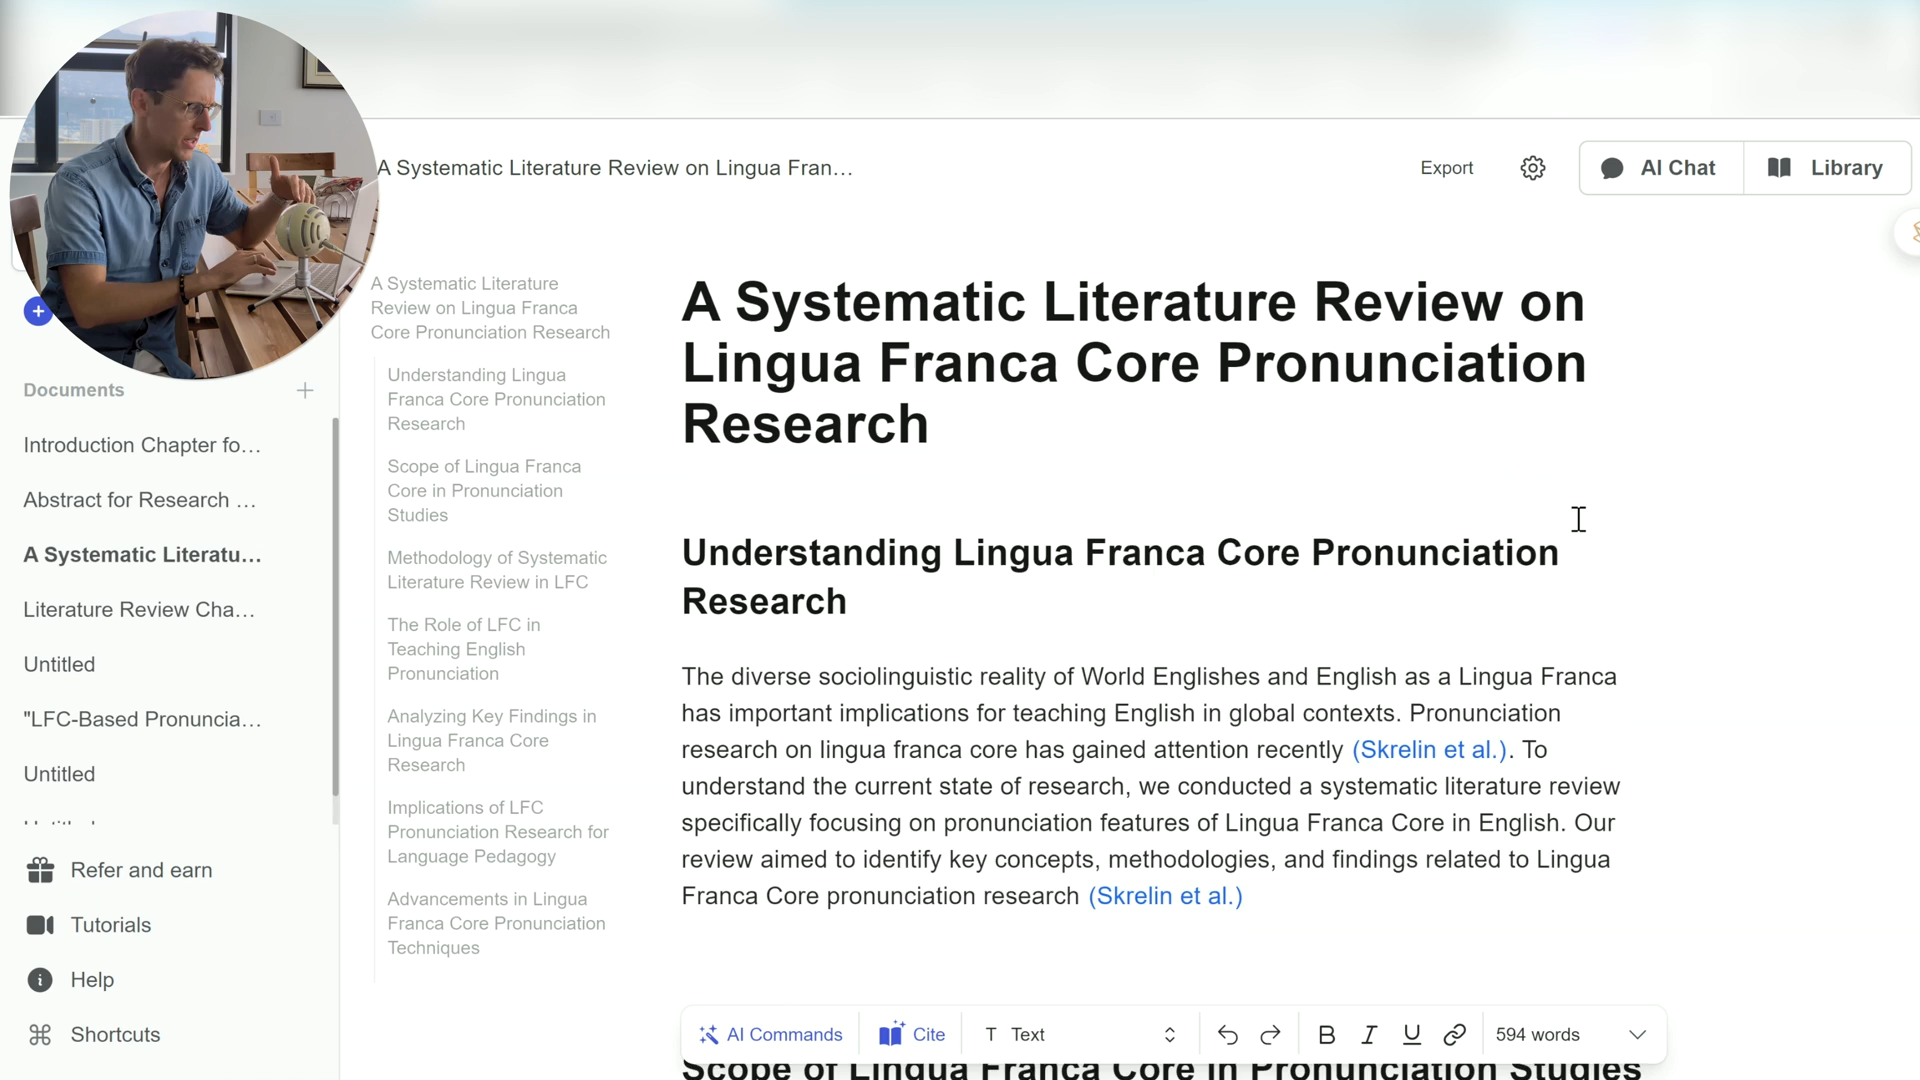 A Systematic Literature Review on Lingua Fran…
Export
AI Chat
Library
Documents
Introduction Chapter fo…
Abstract for Research …
A Systematic Literatu…
Literature Review Cha…
Untitled
"LFC-Based Pronuncia…
Untitled
Refer and earn
Tutorials
Help
Shortcuts
A Systematic Literature
Review on Lingua Franca
Core Pronunciation Research
Understanding Lingua
Franca Core Pronunciation
Research
Scope of Lingua Franca
Core in Pronunciation
Studies
Methodology of Systematic
Literature Review in LFC
The Role of LFC in
Teaching English
Pronunciation
Analyzing Key Findings in
Lingua Franca Core
Research
Implications of LFC
Pronunciation Research for
Language Pedagogy
Advancements in Lingua
Franca Core Pronunciation
Techniques
A Systematic Literature Review on
Lingua Franca Core Pronunciation
Research
Understanding Lingua Franca Core Pronunciation
Research
The diverse sociolinguistic reality of World Englishes and English as a Lingua Franca
has important implications for teaching English in global contexts. Pronunciation
research on lingua franca core has gained attention recently (Skrelin et al.). To
understand the current state of research, we conducted a systematic literature review
specifically focusing on pronunciation features of Lingua Franca Core in English. Our
review aimed to identify key concepts, methodologies, and findings related to Lingua
Franca Core pronunciation research (Skrelin et al.)
AI Commands
Cite
T Text
B I U
594 words
Scope of Lingua Franca Core in Pronunciation Studies